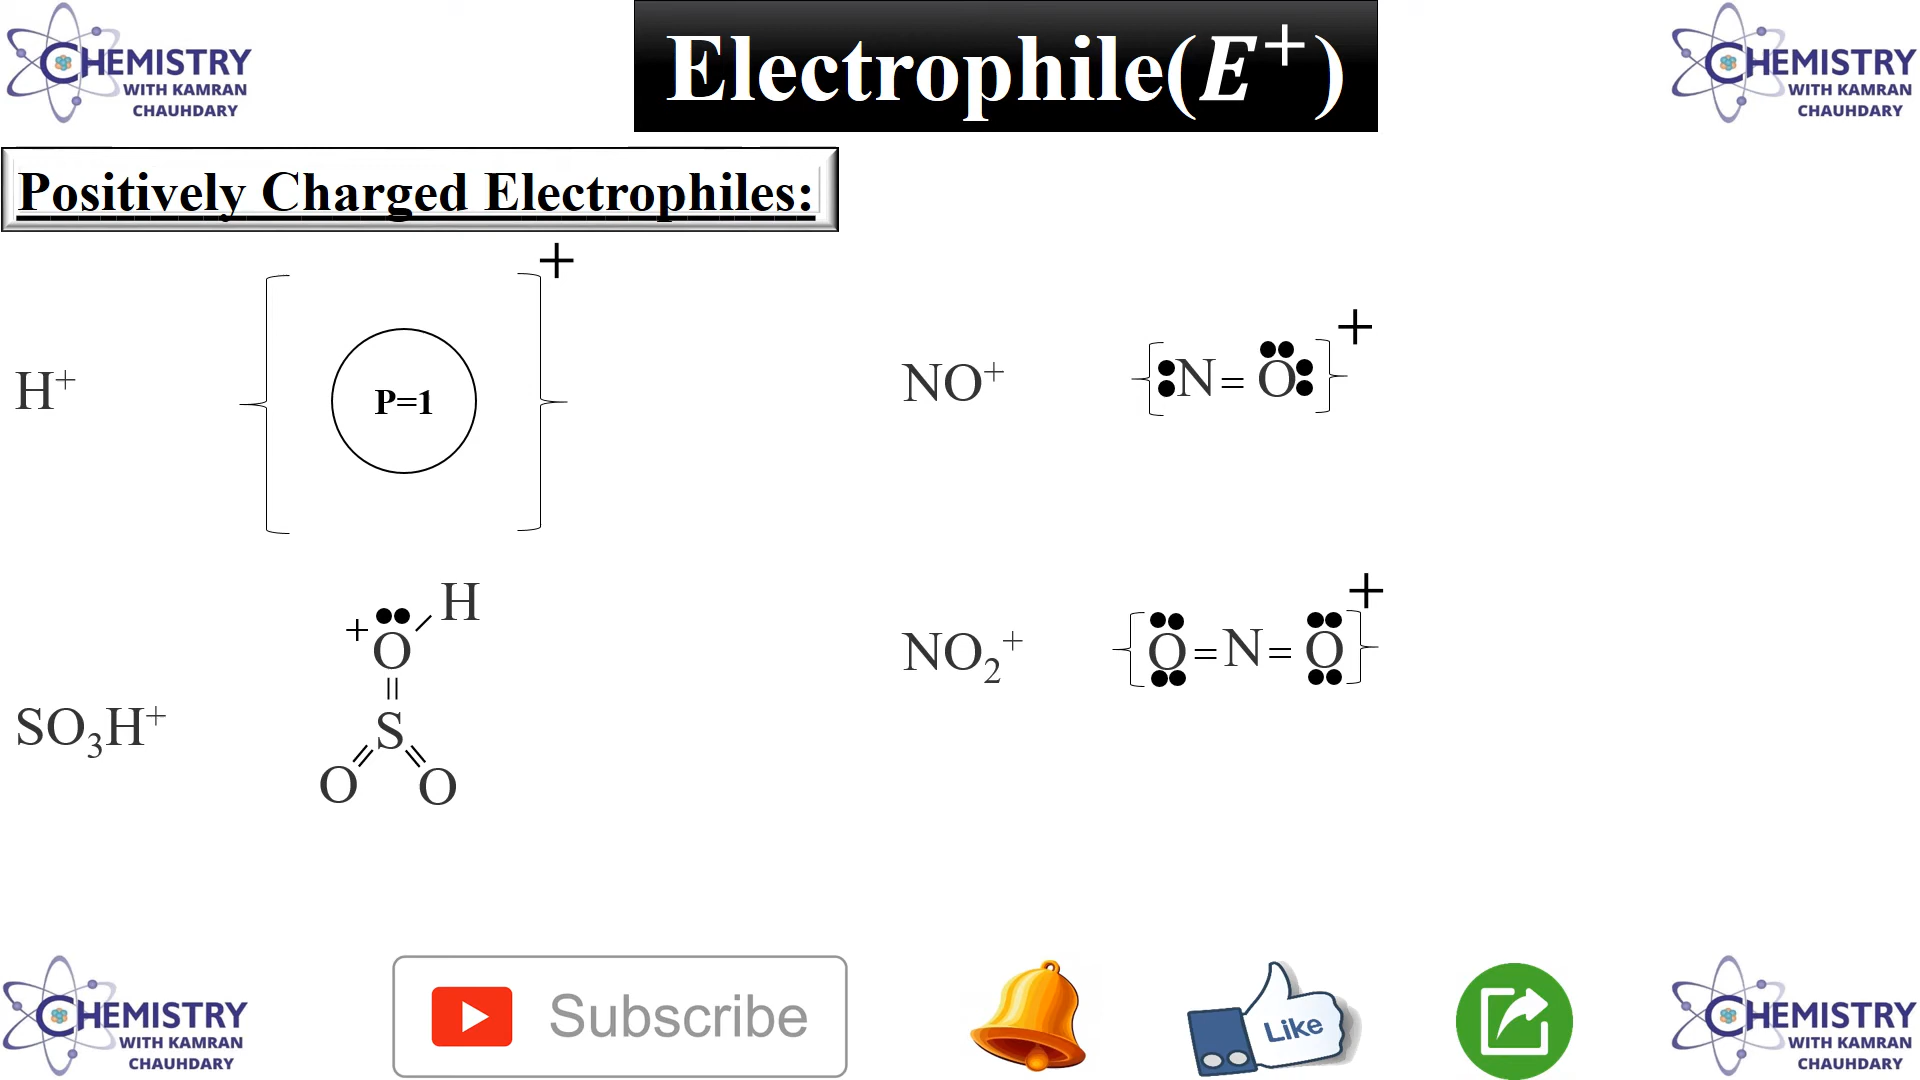 CHEMISTRY
WITH KAMRAN
CHAUHDARY
Electrophile(E⁺)
CHEMISTRY
WITH KAMRAN
CHAUHDARY
Positively Charged Electrophiles:
+
H⁺
P=1
NO⁺
N = O
+
SO₃H⁺
+
O
H
S
O
O
NO₂⁺
O = N = O
+
CHEMISTRY
WITH KAMRAN
CHAUHDARY
Subscribe
Like
CHEMISTRY
WITH KAMRAN
CHAUHDARY